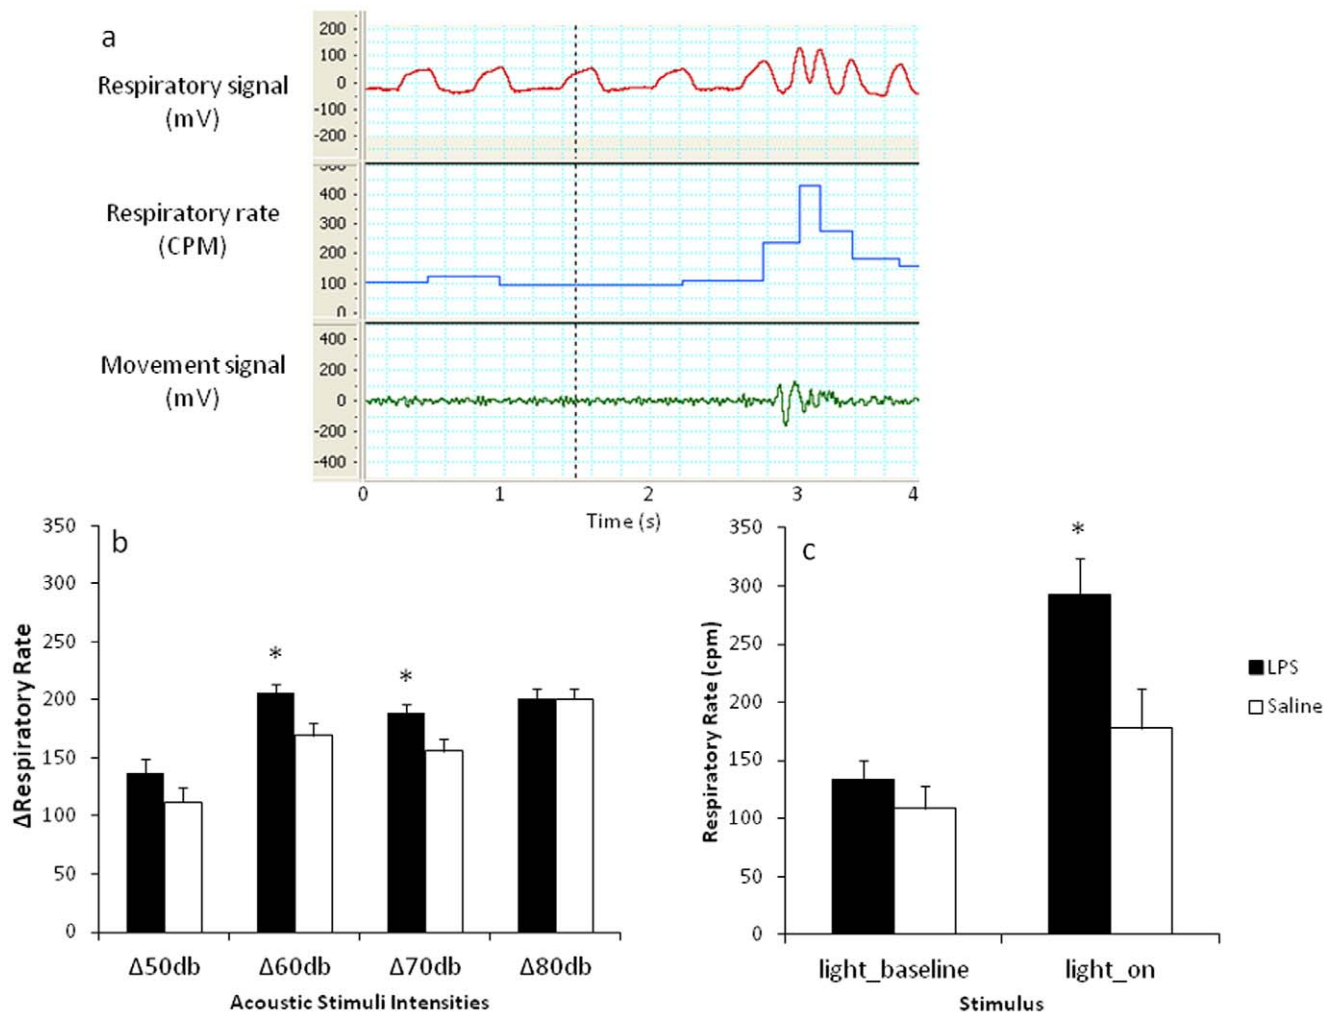 a
Respiratory signal
(mV)
200
100
0
-100
-200
Respiratory rate
(CPM)
500
400
300
200
100
0
Movement signal
(mV)
400
200
0
-200
-400
0 1 2 3 4
Time (s)
b
ΔRespiratory Rate
350
300
250
200
150
100
50
0
* *
Δ50db Δ60db Δ70db Δ80db
Acoustic Stimuli Intensities
c
Respiratory Rate (cpm)
350
300
250
200
150
100
50
0
*
light_baseline light_on
Stimulus
LPS
Saline